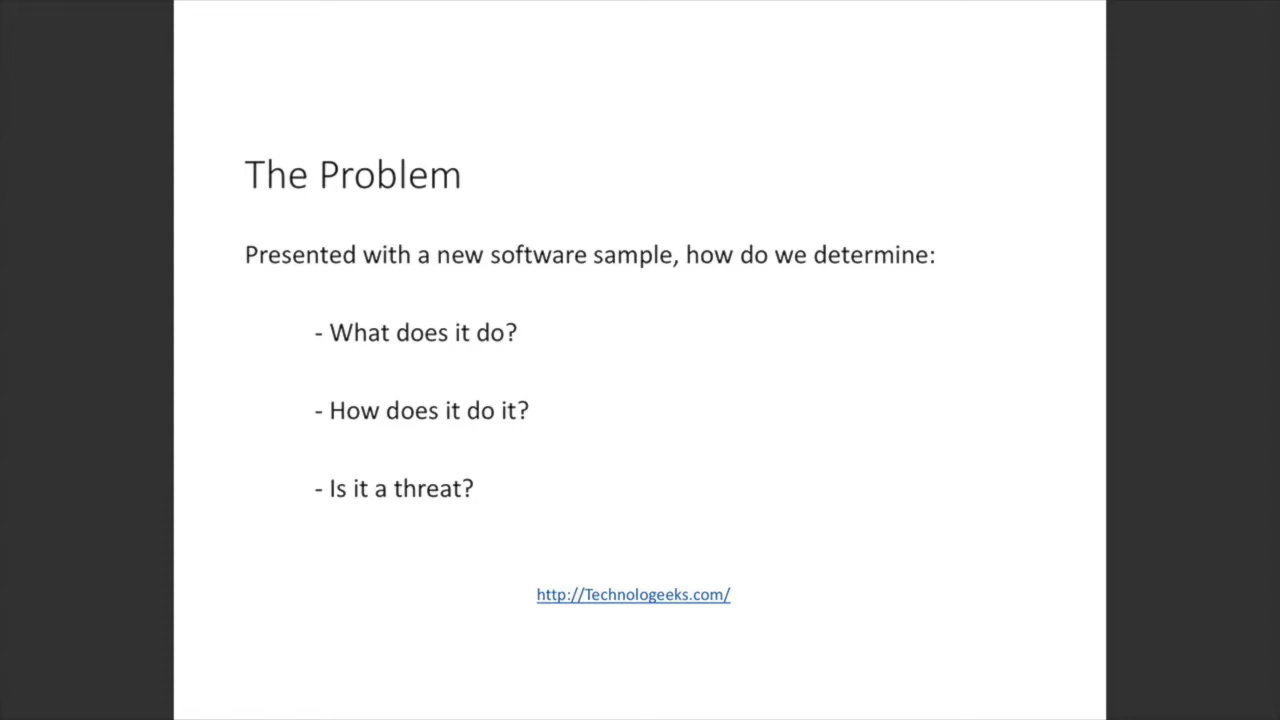 The Problem
Presented with a new software sample, how do we determine:
- What does it do?
- How does it do it?
- Is it a threat?
http://Technologeeks.com/